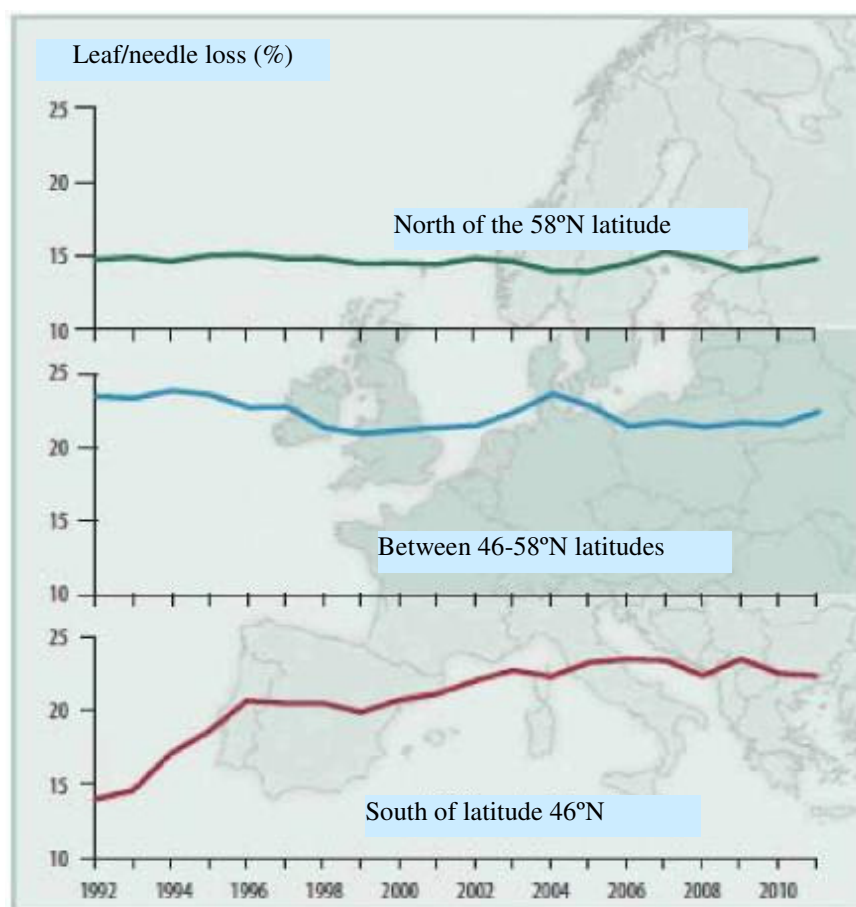 Leaf/needle loss (%)
25
20
North of the 58ºN latitude
15
10
25
20
15
Between 46-58ºN latitudes
10
25
20
15
South of latitude 46ºN
10
1992 1994 1996 1998 2000 2002 2004 2006 2008 2010